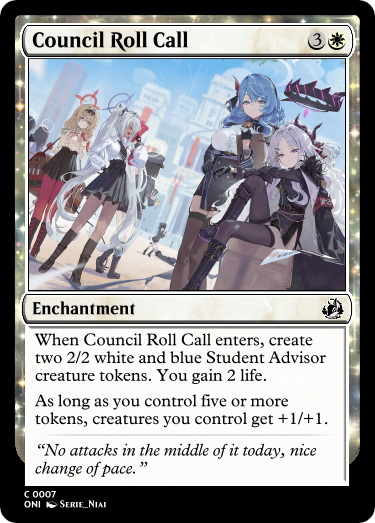 Council Roll Call 3
Enchantment
When Council Roll Call enters, create
two 2/2 white and blue Student Advisor
creature tokens. You gain 2 life.
As long as you control five or more
tokens, creatures you control get +1/+1.
“No attacks in the middle of it today, nice
change of pace.”
C 0007
ONI Serie_Niai